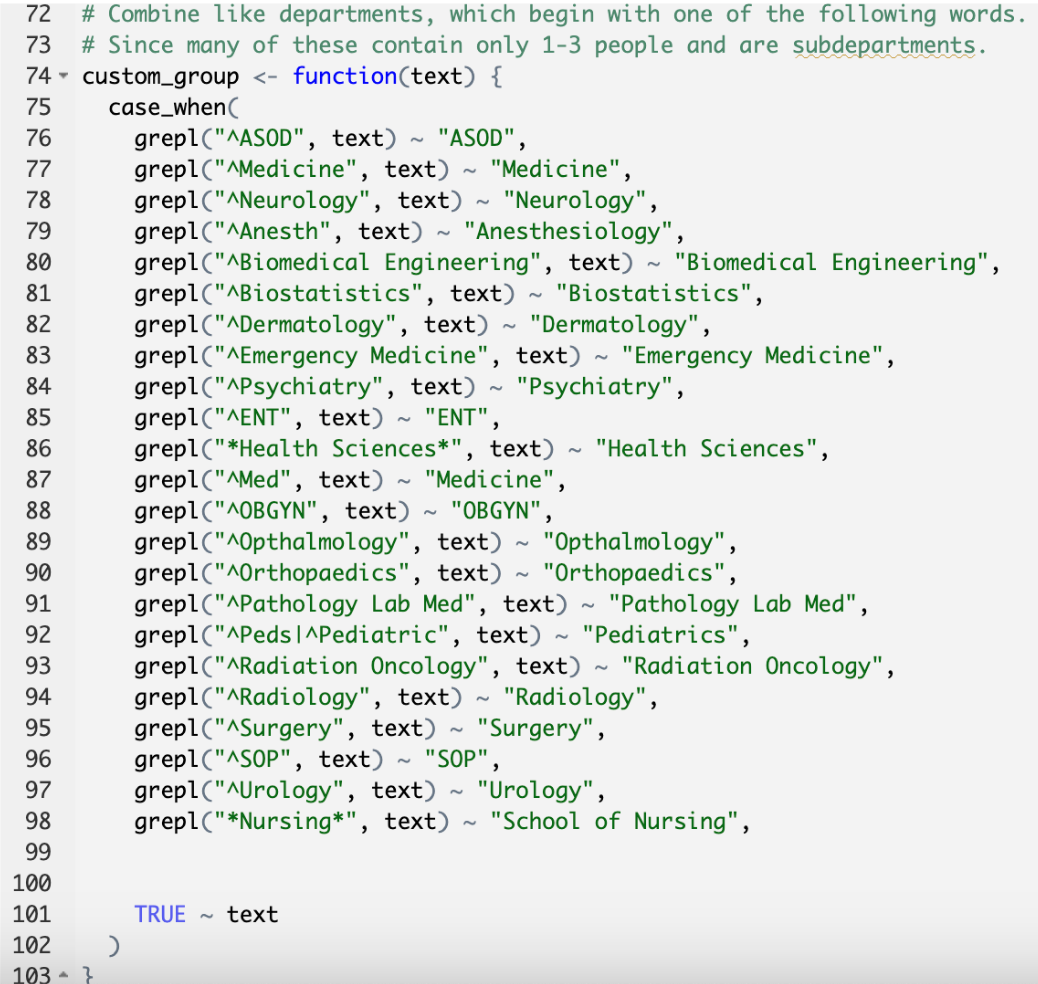 72 # Combine like departments, which begin with one of the following words.
73 # Since many of these contain only 1-3 people and are subdepartments.
74 custom_group <- function(text) {
75 case_when(
76 grepl("^ASOD", text) ~ "ASOD",
77 grepl("^Medicine", text) ~ "Medicine",
78 grepl("^Neurology", text) ~ "Neurology",
79 grepl("^Anesth", text) ~ "Anesthesiology",
80 grepl("^Biomedical Engineering", text) ~ "Biomedical Engineering",
81 grepl("^Biostatistics", text) ~ "Biostatistics",
82 grepl("^Dermatology", text) ~ "Dermatology",
83 grepl("^Emergency Medicine", text) ~ "Emergency Medicine",
84 grepl("^Psychiatry", text) ~ "Psychiatry",
85 grepl("^ENT", text) ~ "ENT",
86 grepl("*Health Sciences*", text) ~ "Health Sciences",
87 grepl("^Med", text) ~ "Medicine",
88 grepl("^OBGYN", text) ~ "OBGYN",
89 grepl("^Opthalmology", text) ~ "Opthalmology",
90 grepl("^Orthopaedics", text) ~ "Orthopaedics",
91 grepl("^Pathology Lab Med", text) ~ "Pathology Lab Med",
92 grepl("^Peds|^Pediatric", text) ~ "Pediatrics",
93 grepl("^Radiation Oncology", text) ~ "Radiation Oncology",
94 grepl("^Radiology", text) ~ "Radiology",
95 grepl("^Surgery", text) ~ "Surgery",
96 grepl("^SOP", text) ~ "SOP",
97 grepl("^Urology", text) ~ "Urology",
98 grepl("*Nursing*", text) ~ "School of Nursing",
99
100
101 TRUE ~ text
102 )
103 }